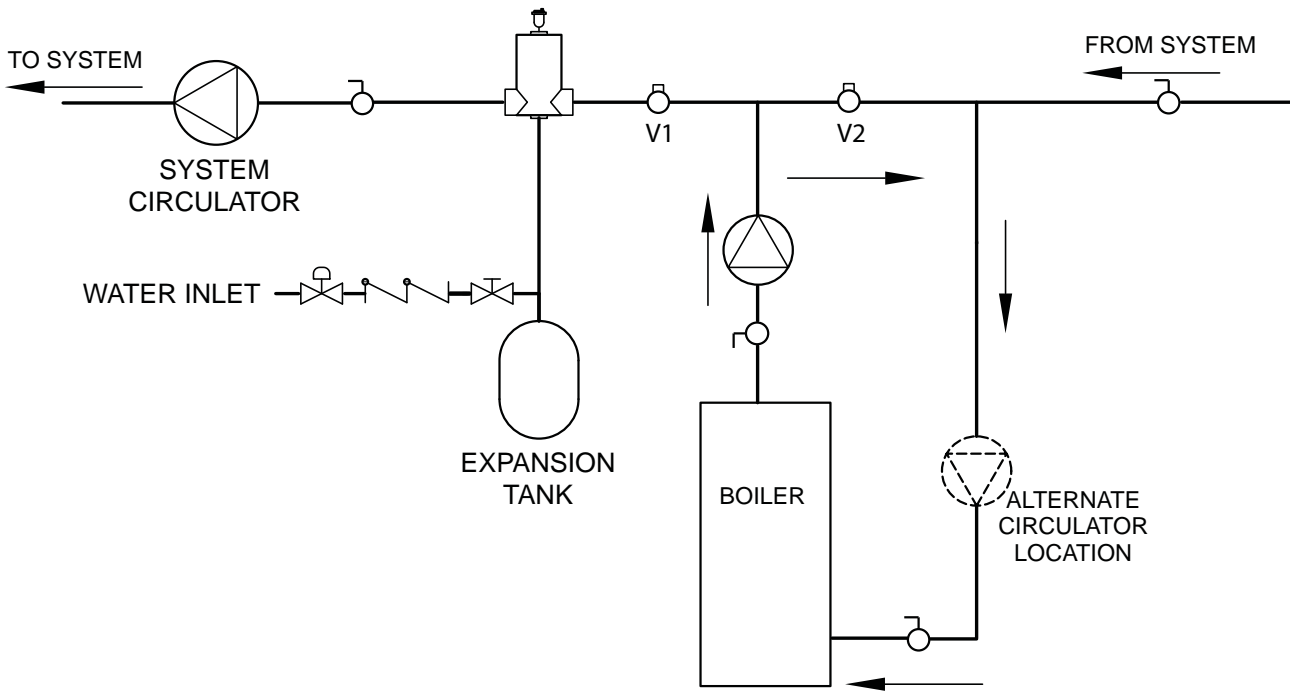 TO SYSTEM
FROM SYSTEM
V1
V2
SYSTEM
CIRCULATOR
WATER INLET
EXPANSION
TANK
BOILER
ALTERNATE
CIRCULATOR
LOCATION